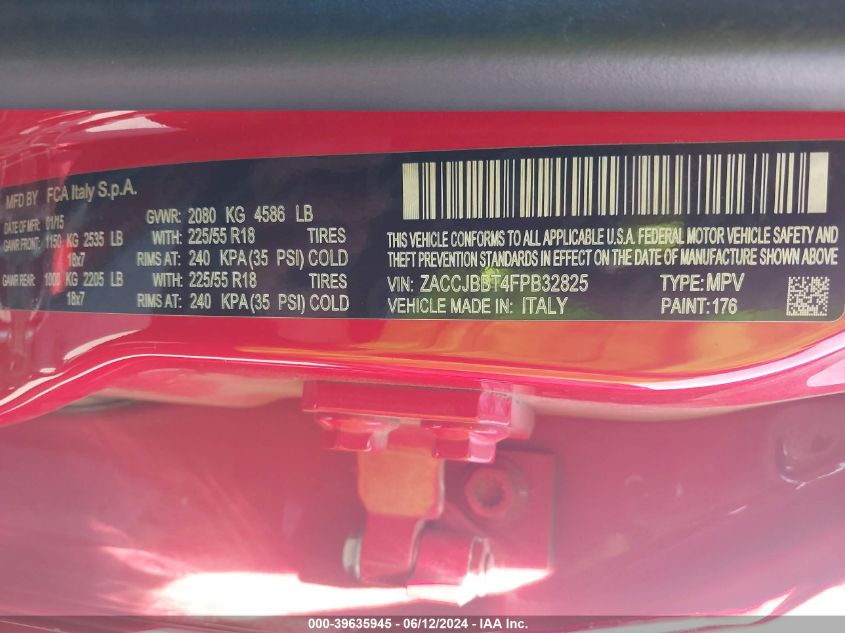 MFD BY FCA Italy S.p.A.
DATE OF MFR 01/15 GVWR: 2080 KG 4586 LB
GAWR FRONT: 1150 KG 2535 LB WITH: 225/55 R18 TIRES
18x7 RIMS AT: 240 KPA(35 PSI) COLD
GAWR REAR: 1000 KG 2205 LB WITH: 225/55 R18 TIRES
18x7 RIMS AT: 240 KPA(35 PSI) COLD
THIS VEHICLE CONFORMS TO ALL APPLICABLE U.S.A. FEDERAL MOTOR VEHICLE SAFETY AND
THEFT PREVENTION STANDARDS IN EFFECT ON THE DATE OF MANUFACTURE SHOWN ABOVE
VIN: ZACCJBBT4FPB32825 TYPE: MPV
VEHICLE MADE IN: ITALY PAINT: 176
000-39635945 - 06/12/2024 - IAA Inc.